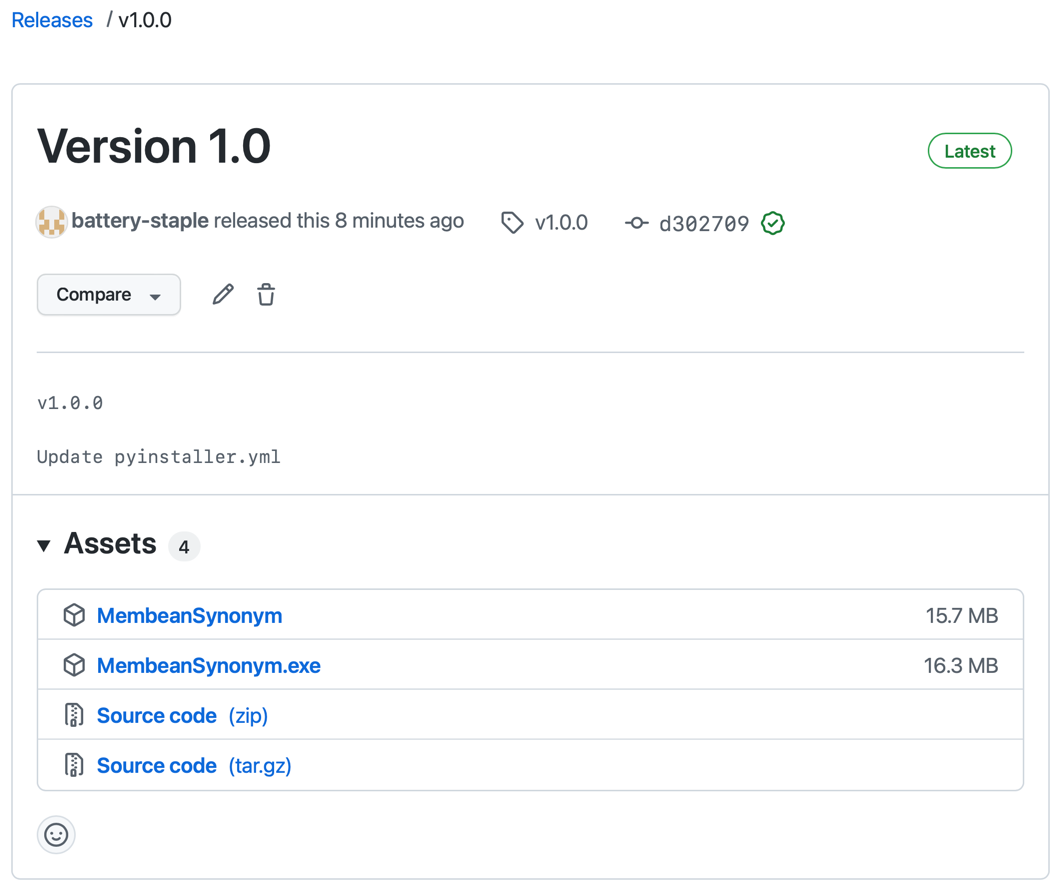 Releases / v1.0.0
Version 1.0
Latest
battery-staple released this 8 minutes ago v1.0.0 d302709
Compare
v1.0.0
Update pyinstaller.yml
Assets 4
MembeanSynonym 15.7 MB
MembeanSynonym.exe 16.3 MB
Source code (zip)
Source code (tar.gz)